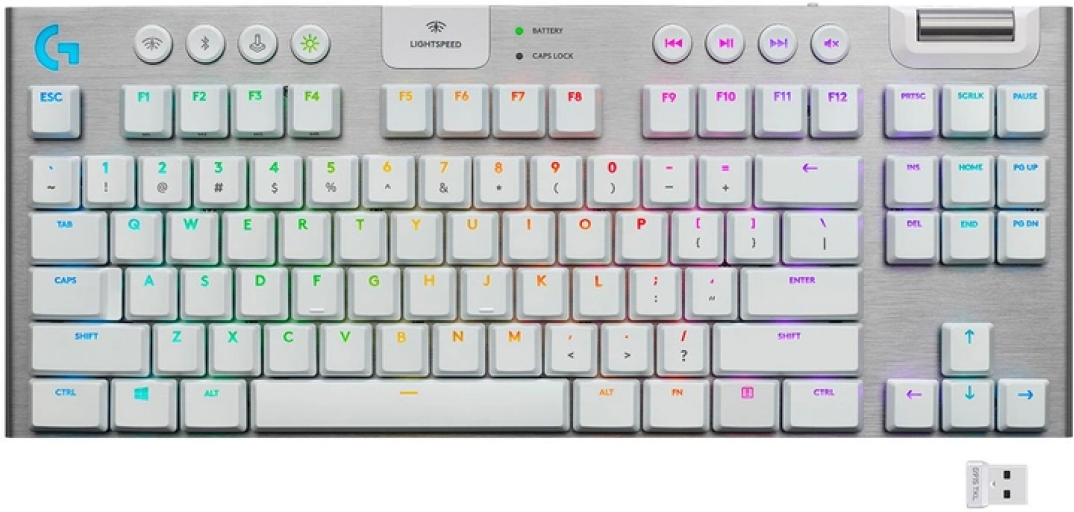 LIGHTSPEED
BATTERY
CAPS LOCK
ESC F1 F2 F3 F4 F5 F6 F7 F8 F9 F10 F11 F12 PRTSC SCRLK PAUSE
` 1 2 3 4 5 6 7 8 9 0 - = ← INS HOME PG UP
~ ! @ # $ % ^ & * ( ) _ +
TAB Q W E R T Y U I O P [ ] \ DEL END PG DN
{ } |
CAPS A S D F G H J K L ; ' ENTER
: "
SHIFT Z X C V B N M , . / SHIFT ↑
< > ?
CTRL ALT ALT FN CTRL ← ↓ →
G915 TKL